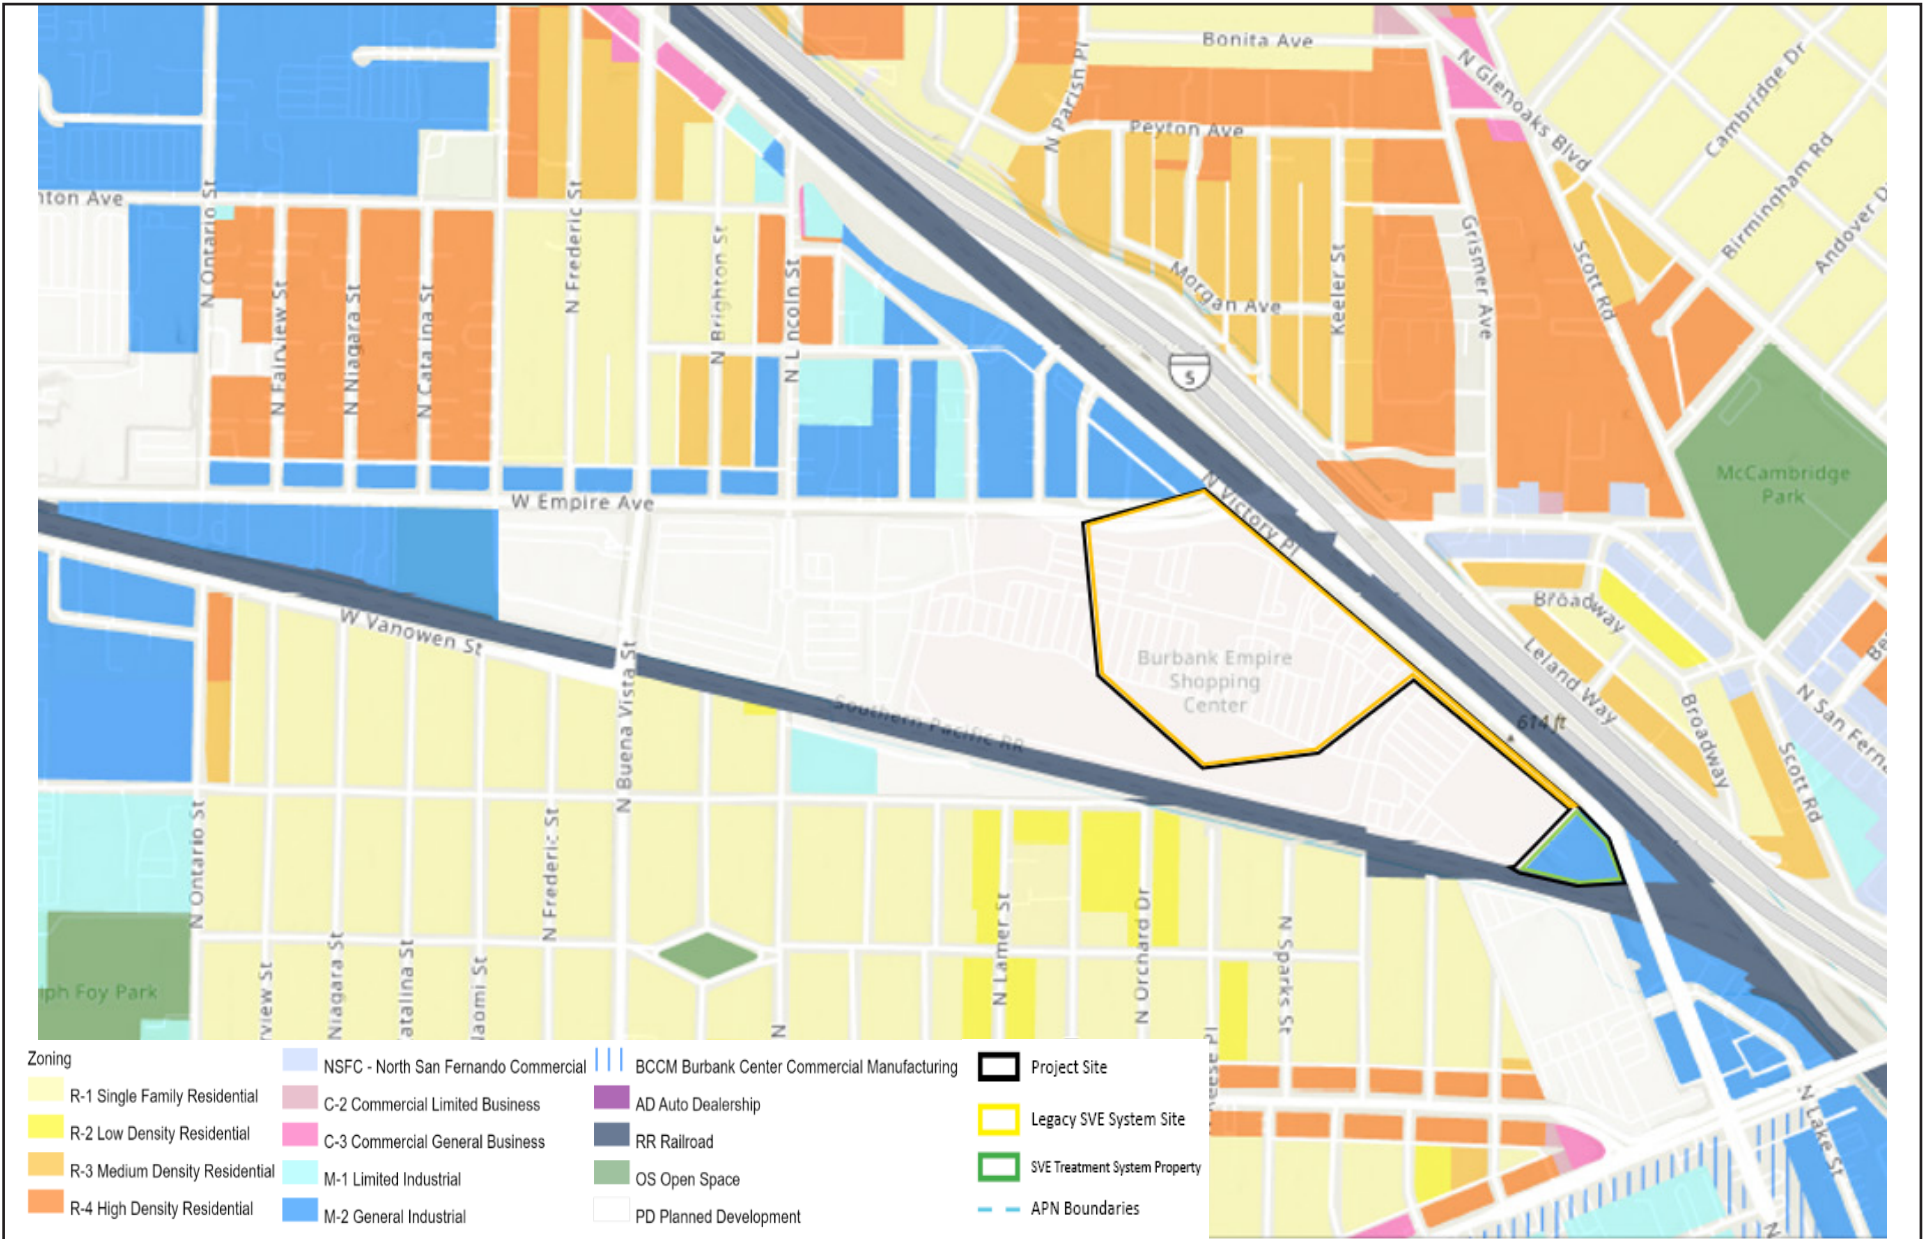 Bonita Ave
N Glenoaks Blvd
Cambridge Dr
N Parish Pl
Peyton Ave
Birmingham Rd
Andover D
nton Ave
N Ontario St
N Frederic St
N Brighton St
Grismer Ave
Scott Rd
N Fairview St
N Niagara St
N Catalina St
N Lincoln St
Morgan Ave
Keeler St
5
McCambridge
Park
W Empire Ave
N Victory Pl
Broadway
W Vanowen St
N Buena Vista St
Burbank Empire
Shopping
Center
Leland Way
Southern Pacific RR
614 ft
Broadway
N San Ferna
Scott Rd
N Ontario St
N Frederic St
N Lamer St
N Orchard Dr
N Sparks St
rview St
Niagara St
atalina St
Naomi St
N
ph Foy Park
eese Pl
N Lake St
N
Zoning
R-1 Single Family Residential
R-2 Low Density Residential
R-3 Medium Density Residential
R-4 High Density Residential
NSFC - North San Fernando Commercial
C-2 Commercial Limited Business
C-3 Commercial General Business
M-1 Limited Industrial
M-2 General Industrial
BCCM Burbank Center Commercial Manufacturing
AD Auto Dealership
RR Railroad
OS Open Space
PD Planned Development
Project Site
Legacy SVE System Site
SVE Treatment System Property
APN Boundaries